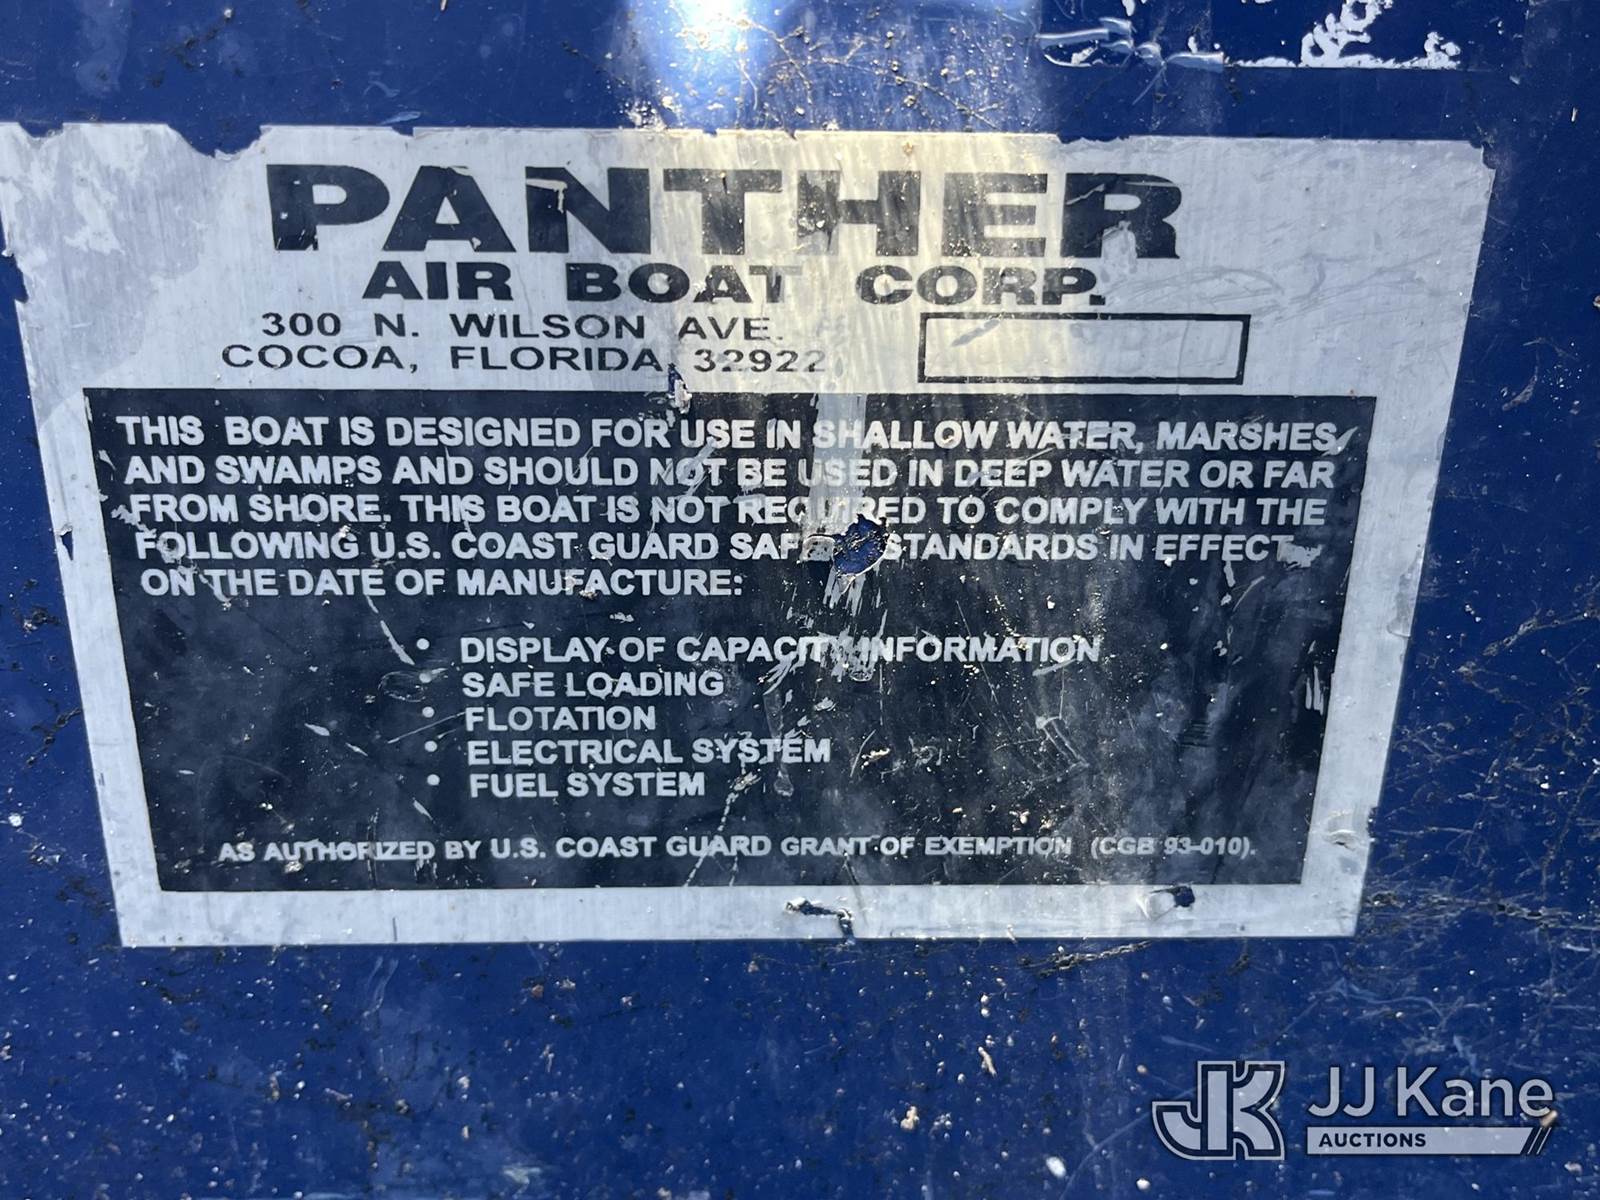 PANTHER
AIR BOAT CORP.
300 N. WILSON AVE.
COCOA, FLORIDA 32922
THIS BOAT IS DESIGNED FOR USE IN SHALLOW WATER, MARSHES
AND SWAMPS AND SHOULD NOT BE USED IN DEEP WATER OR FAR
FROM SHORE. THIS BOAT IS NOT REQUIRED TO COMPLY WITH THE
FOLLOWING U.S. COAST GUARD STANDARDS IN EFFECT
ON THE DATE OF MANUFACTURE:
• DISPLAY OF CAPACITY INFORMATION
SAFE LOADING
• FLOTATION
• ELECTRICAL SYSTEM
• FUEL SYSTEM
AS AUTHORIZED BY U.S. COAST GUARD GRANT OF EXEMPTION (CGB 93-010).
JK JJ Kane
AUCTIONS